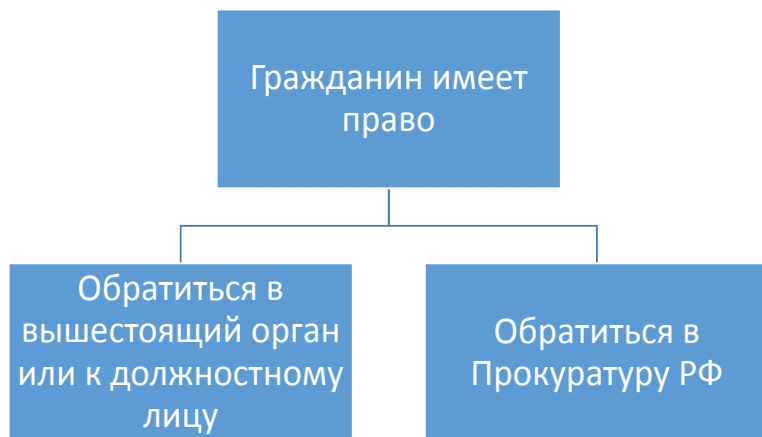 Гражданин имеет
право
Обратиться в
вышестоящий орган
или к должностному
лицу
Обратиться в
Прокуратуру РФ